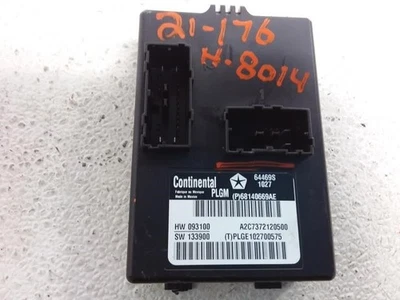 21-176
H-8014
Continental
PLGM
64469S
1027
Fabriqué au Mexique
Made in Mexico
(P)68140669AE
HW 093100 A2C7372120500
SW 133900 (T)PLGE102700575